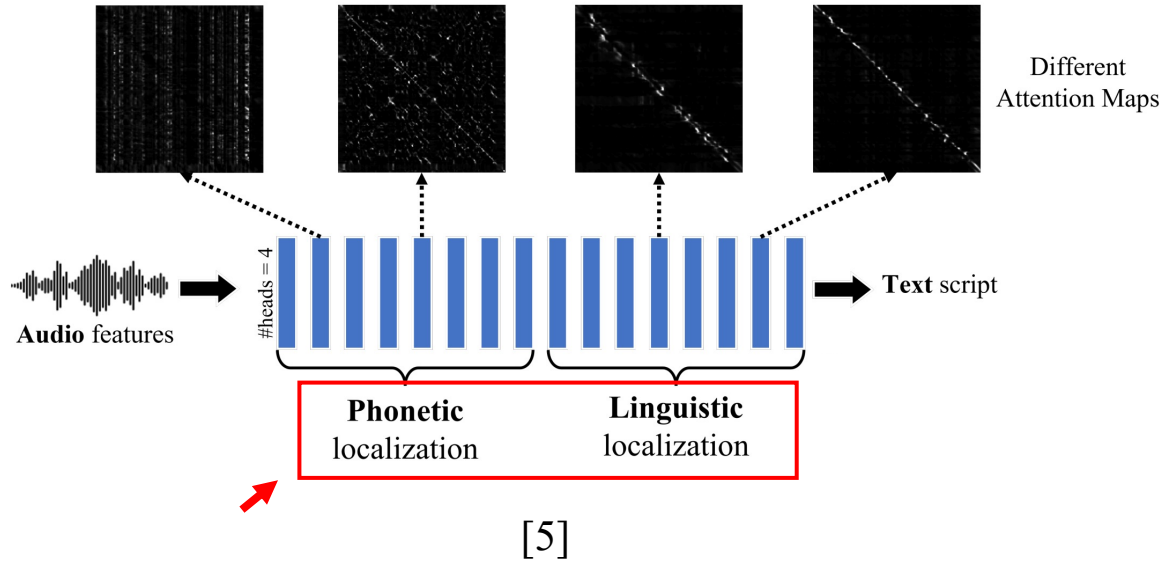 Different
Attention Maps
#heads = 4
Audio features
Text script
Phonetic
localization
Linguistic
localization
[5]